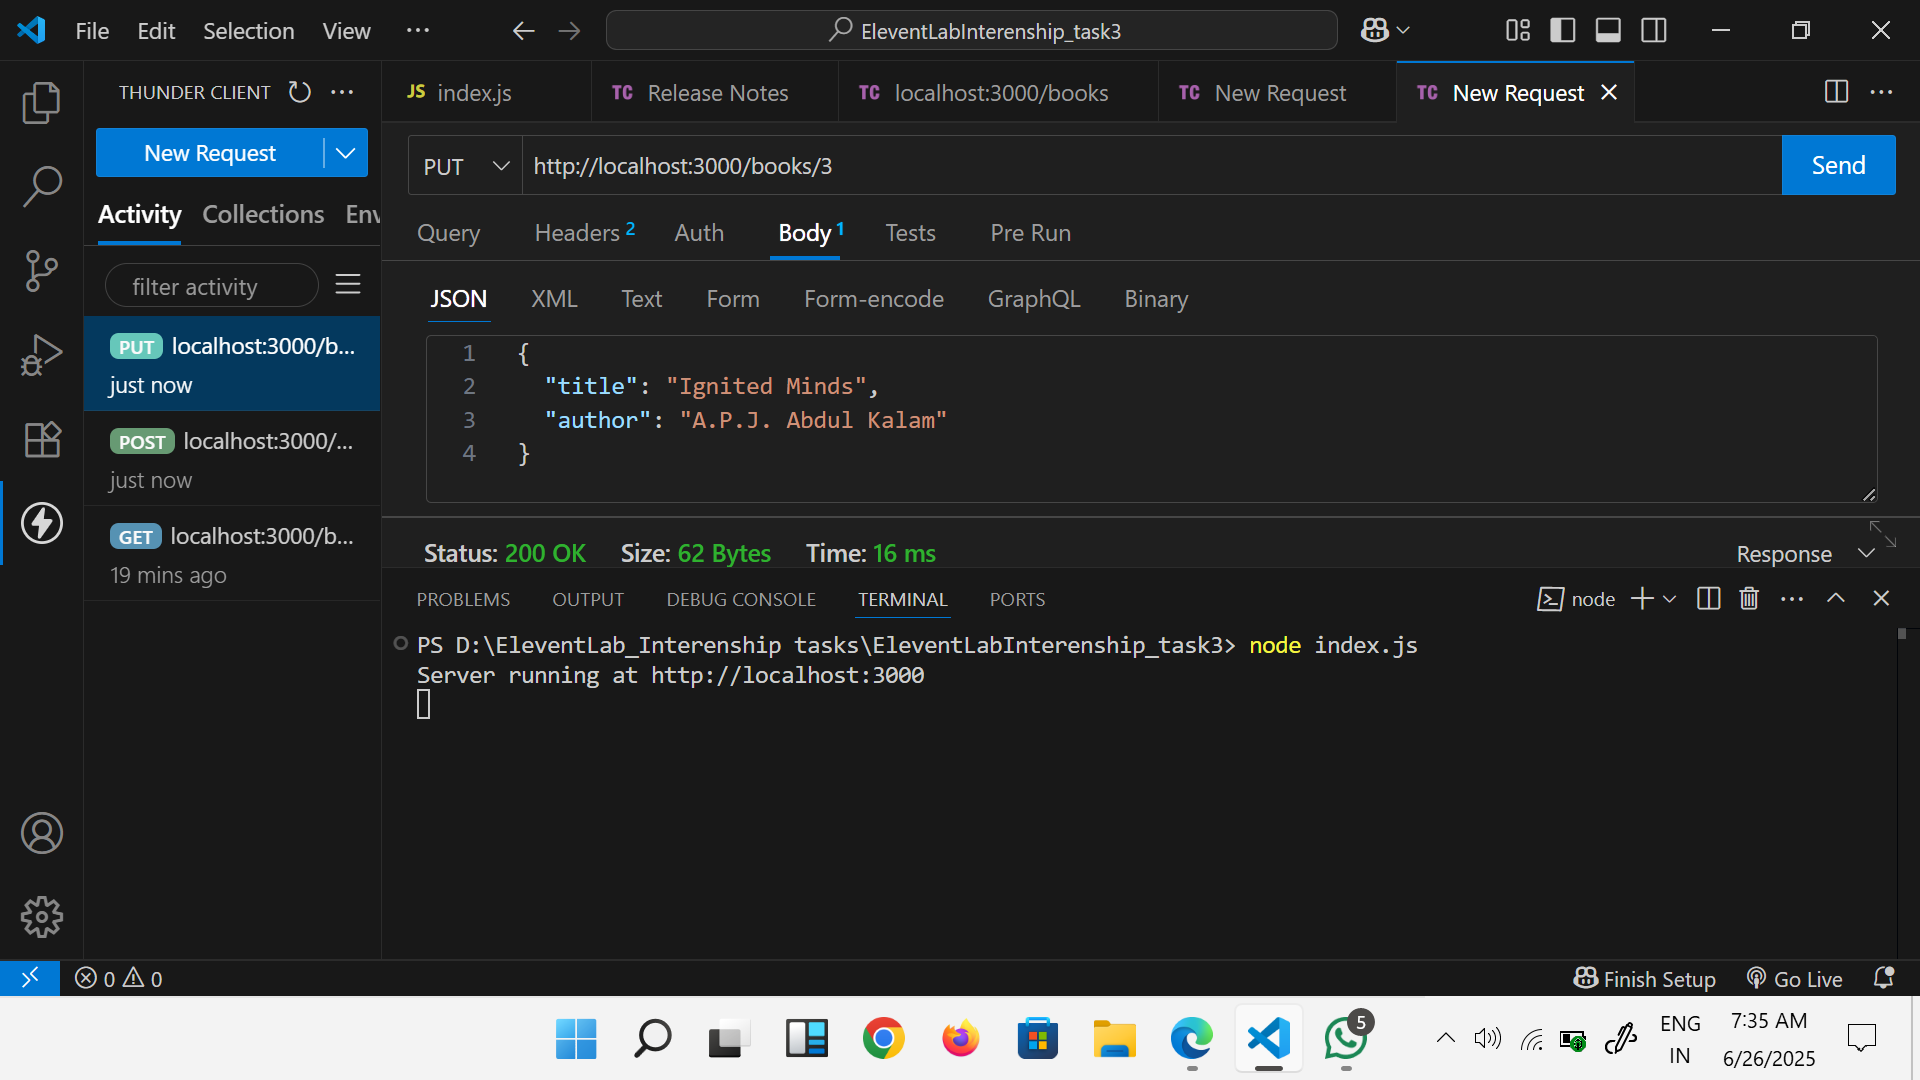 File Edit Selection View ··· EleventLabInterenship_task3
THUNDER CLIENT ···
New Request
Activity Collections Env
filter activity
PUT localhost:3000/b...
just now
POST localhost:3000/...
just now
GET localhost:3000/b...
19 mins ago
JS index.js TC Release Notes TC localhost:3000/books TC New Request TC New Request
PUT http://localhost:3000/books/3 Send
Query Headers 2 Auth Body 1 Tests Pre Run
JSON XML Text Form Form-encode GraphQL Binary
1 {
2 "title": "Ignited Minds",
3 "author": "A.P.J. Abdul Kalam"
4 }
Status: 200 OK Size: 62 Bytes Time: 16 ms Response
PROBLEMS OUTPUT DEBUG CONSOLE TERMINAL PORTS node
PS D:\EleventLab_Interenship tasks\EleventLabInterenship_task3> node index.js
Server running at http://localhost:3000
0 0 Finish Setup Go Live
5 ENG 7:35 AM
IN 6/26/2025